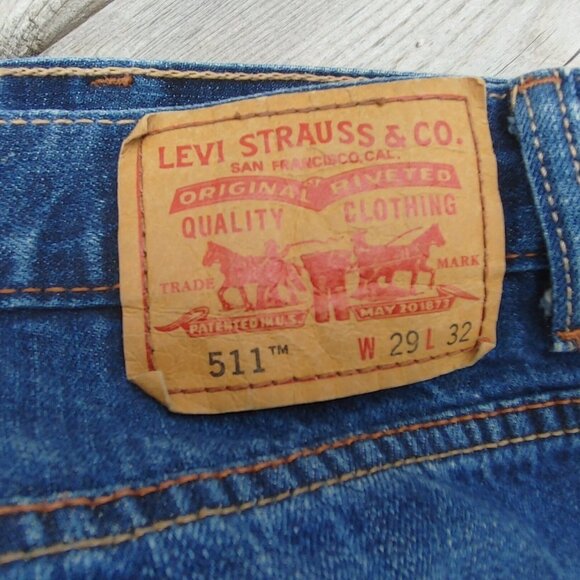 LEVI STRAUSS & CO.
SAN FRANCISCO, CAL.
ORIGINAL RIVETED
QUALITY CLOTHING
TRADE MARK
PATENTED IN U.S. MAY 20 1873
511™ W 29 L 32